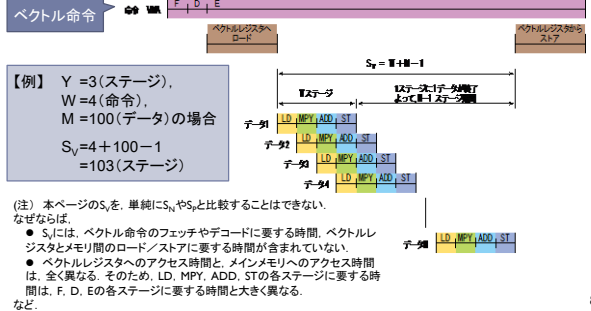 ベクトル命令
命令
F D E
ベクトルレジスタへ
ロード
ベクトルレジスタから
ストア
【例】 Y =3(ステージ),
W =4(命令),
M =100(データ)の場合
S_V=4+100-1
=103(ステージ)
S_V = W+M-1
Wステージ
1ステージに1データが終了
よって,M-1 ステージ期間
データ1 LD MPY ADD ST
データ2 LD MPY ADD ST
データ3 LD MPY ADD ST
データ4 LD MPY ADD ST
データM LD MPY ADD ST
(注) 本ページのS_Vを, 単純にS_NやS_Pと比較することはできない.
なぜならば,
● S_Vには, ベクトル命令のフェッチやデコードに要する時間, ベクトルレ
ジスタとメモリ間のロード/ストアに要する時間が含まれていない.
● ベクトルレジスタへのアクセス時間と, メインメモリへのアクセス時間
は, 全く異なる. そのため, LD, MPY, ADD, STの各ステージに要する時
間は, F, D, Eの各ステージに要する時間と大きく異なる.
など.